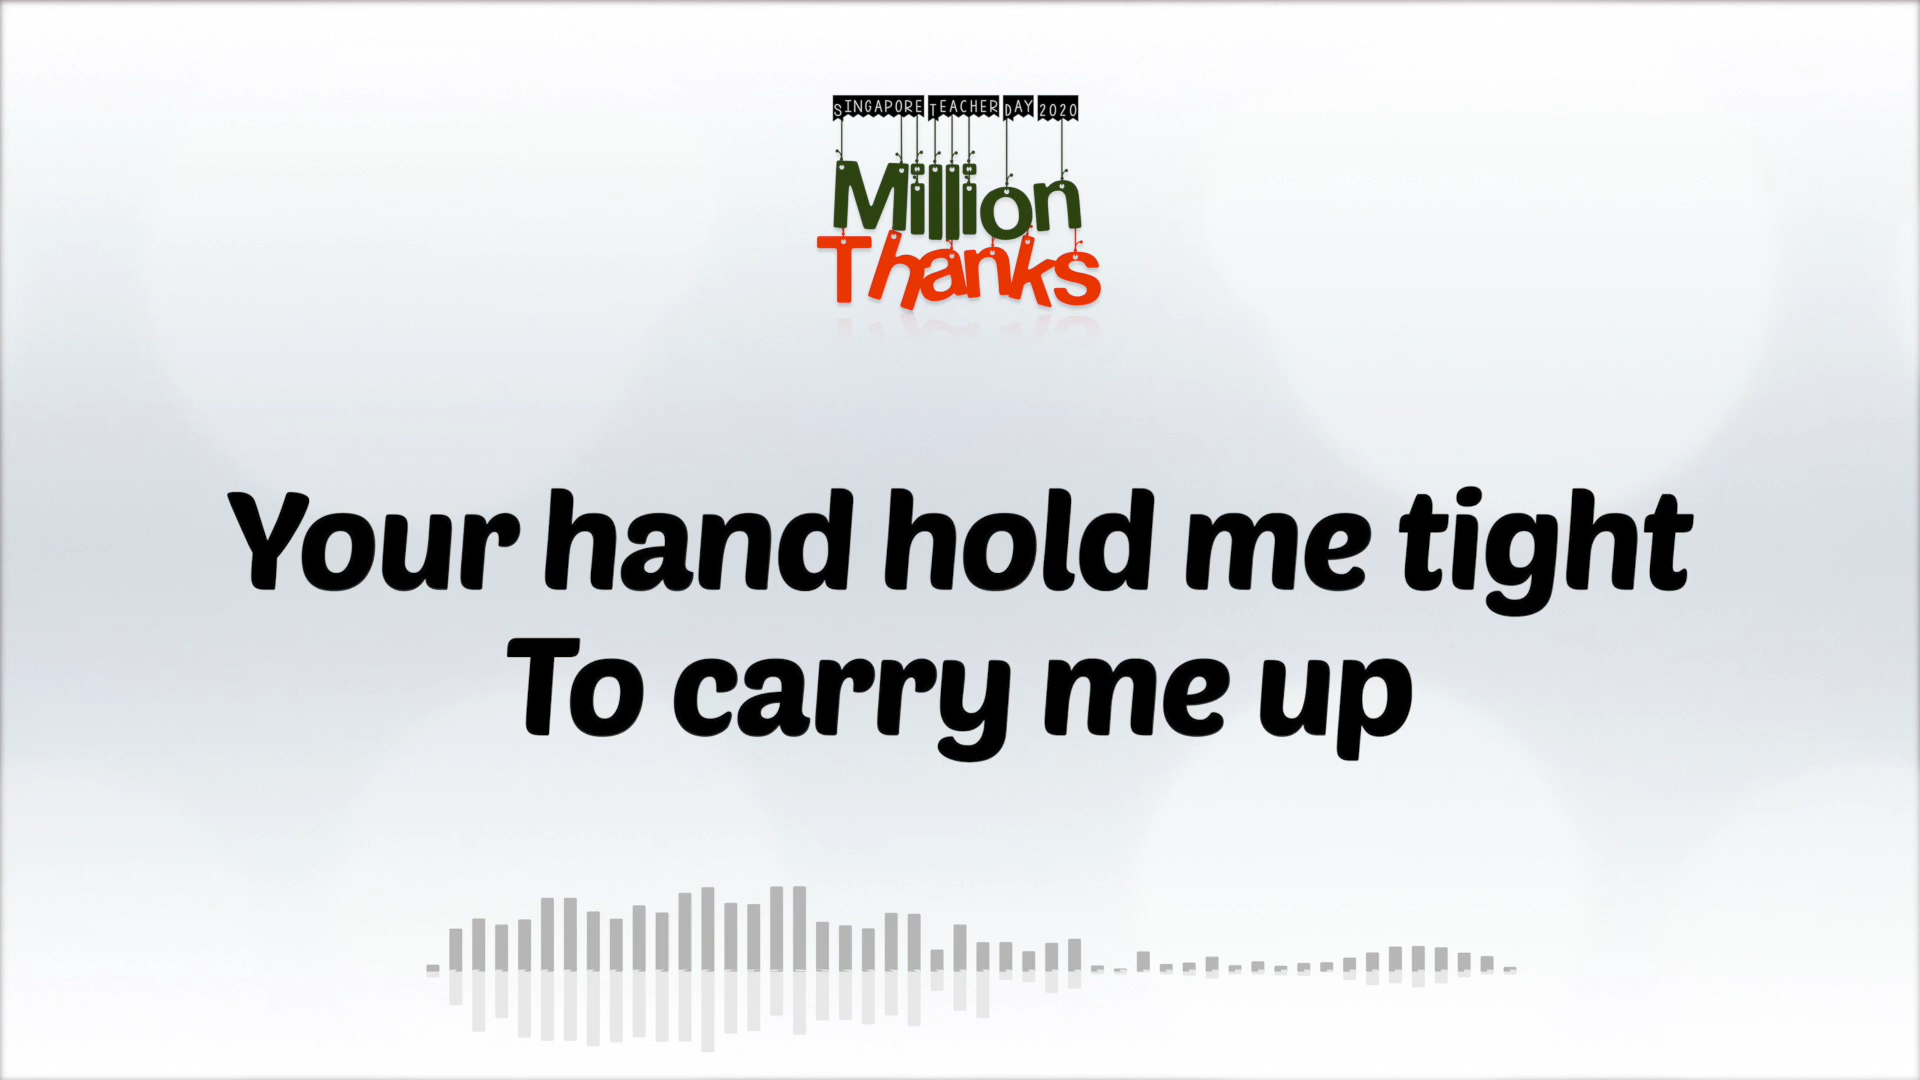 SINGAPORE TEACHER DAY 2020
Million
Thanks
Your hand hold me tight
To carry me up